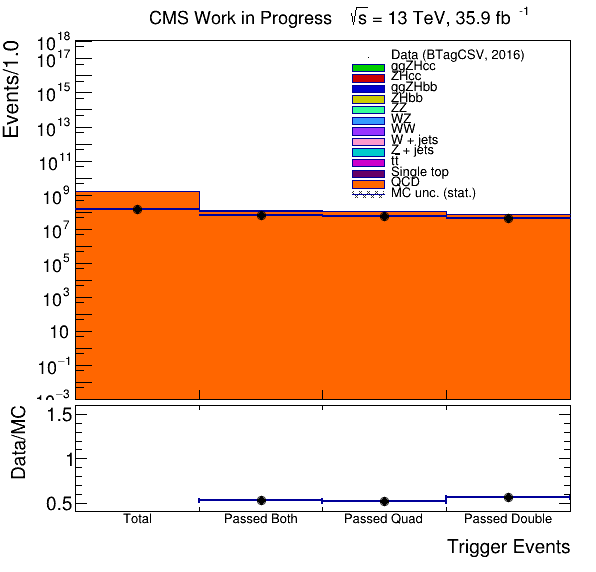 CMS Work in Progress √s = 13 TeV, 35.9 fb⁻¹
Events/1.0
10¹⁸
10¹⁷
10¹⁵
10¹³
10¹¹
10⁹
10⁷
10⁵
10³
10
10⁻¹
10⁻³
Data (BTagCSV, 2016)
ggZHcc
ZHcc
ggZHbb
ZHbb
ZZ
WZ
WW
W + jets
Z + jets
tt
Single top
QCD
MC unc. (stat.)
Data/MC
1.5
1
0.5
Total Passed Both Passed Quad Passed Double
Trigger Events